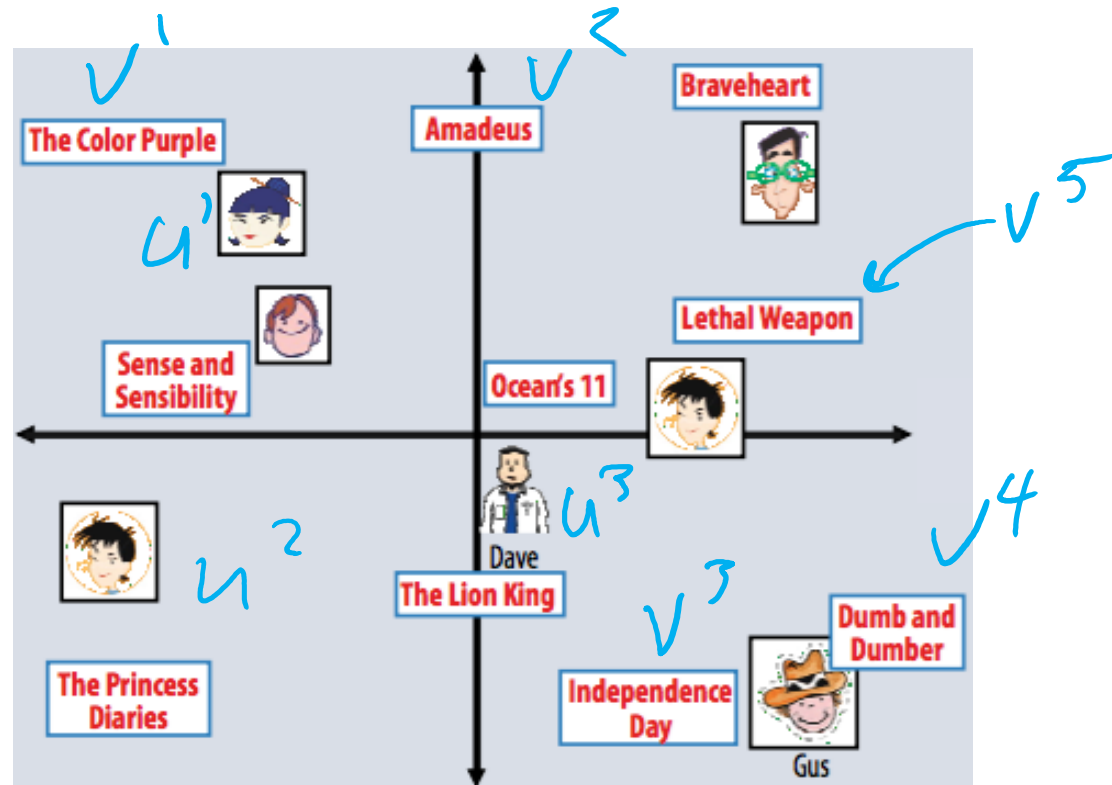 v¹
v²
Braveheart
The Color Purple
Amadeus
u¹
v⁵
Lethal Weapon
Sense and
Sensibility
Ocean's 11
u³
v⁴
Dave
u²
The Lion King
v³
Dumb and
Dumber
The Princess
Diaries
Independence
Day
Gus